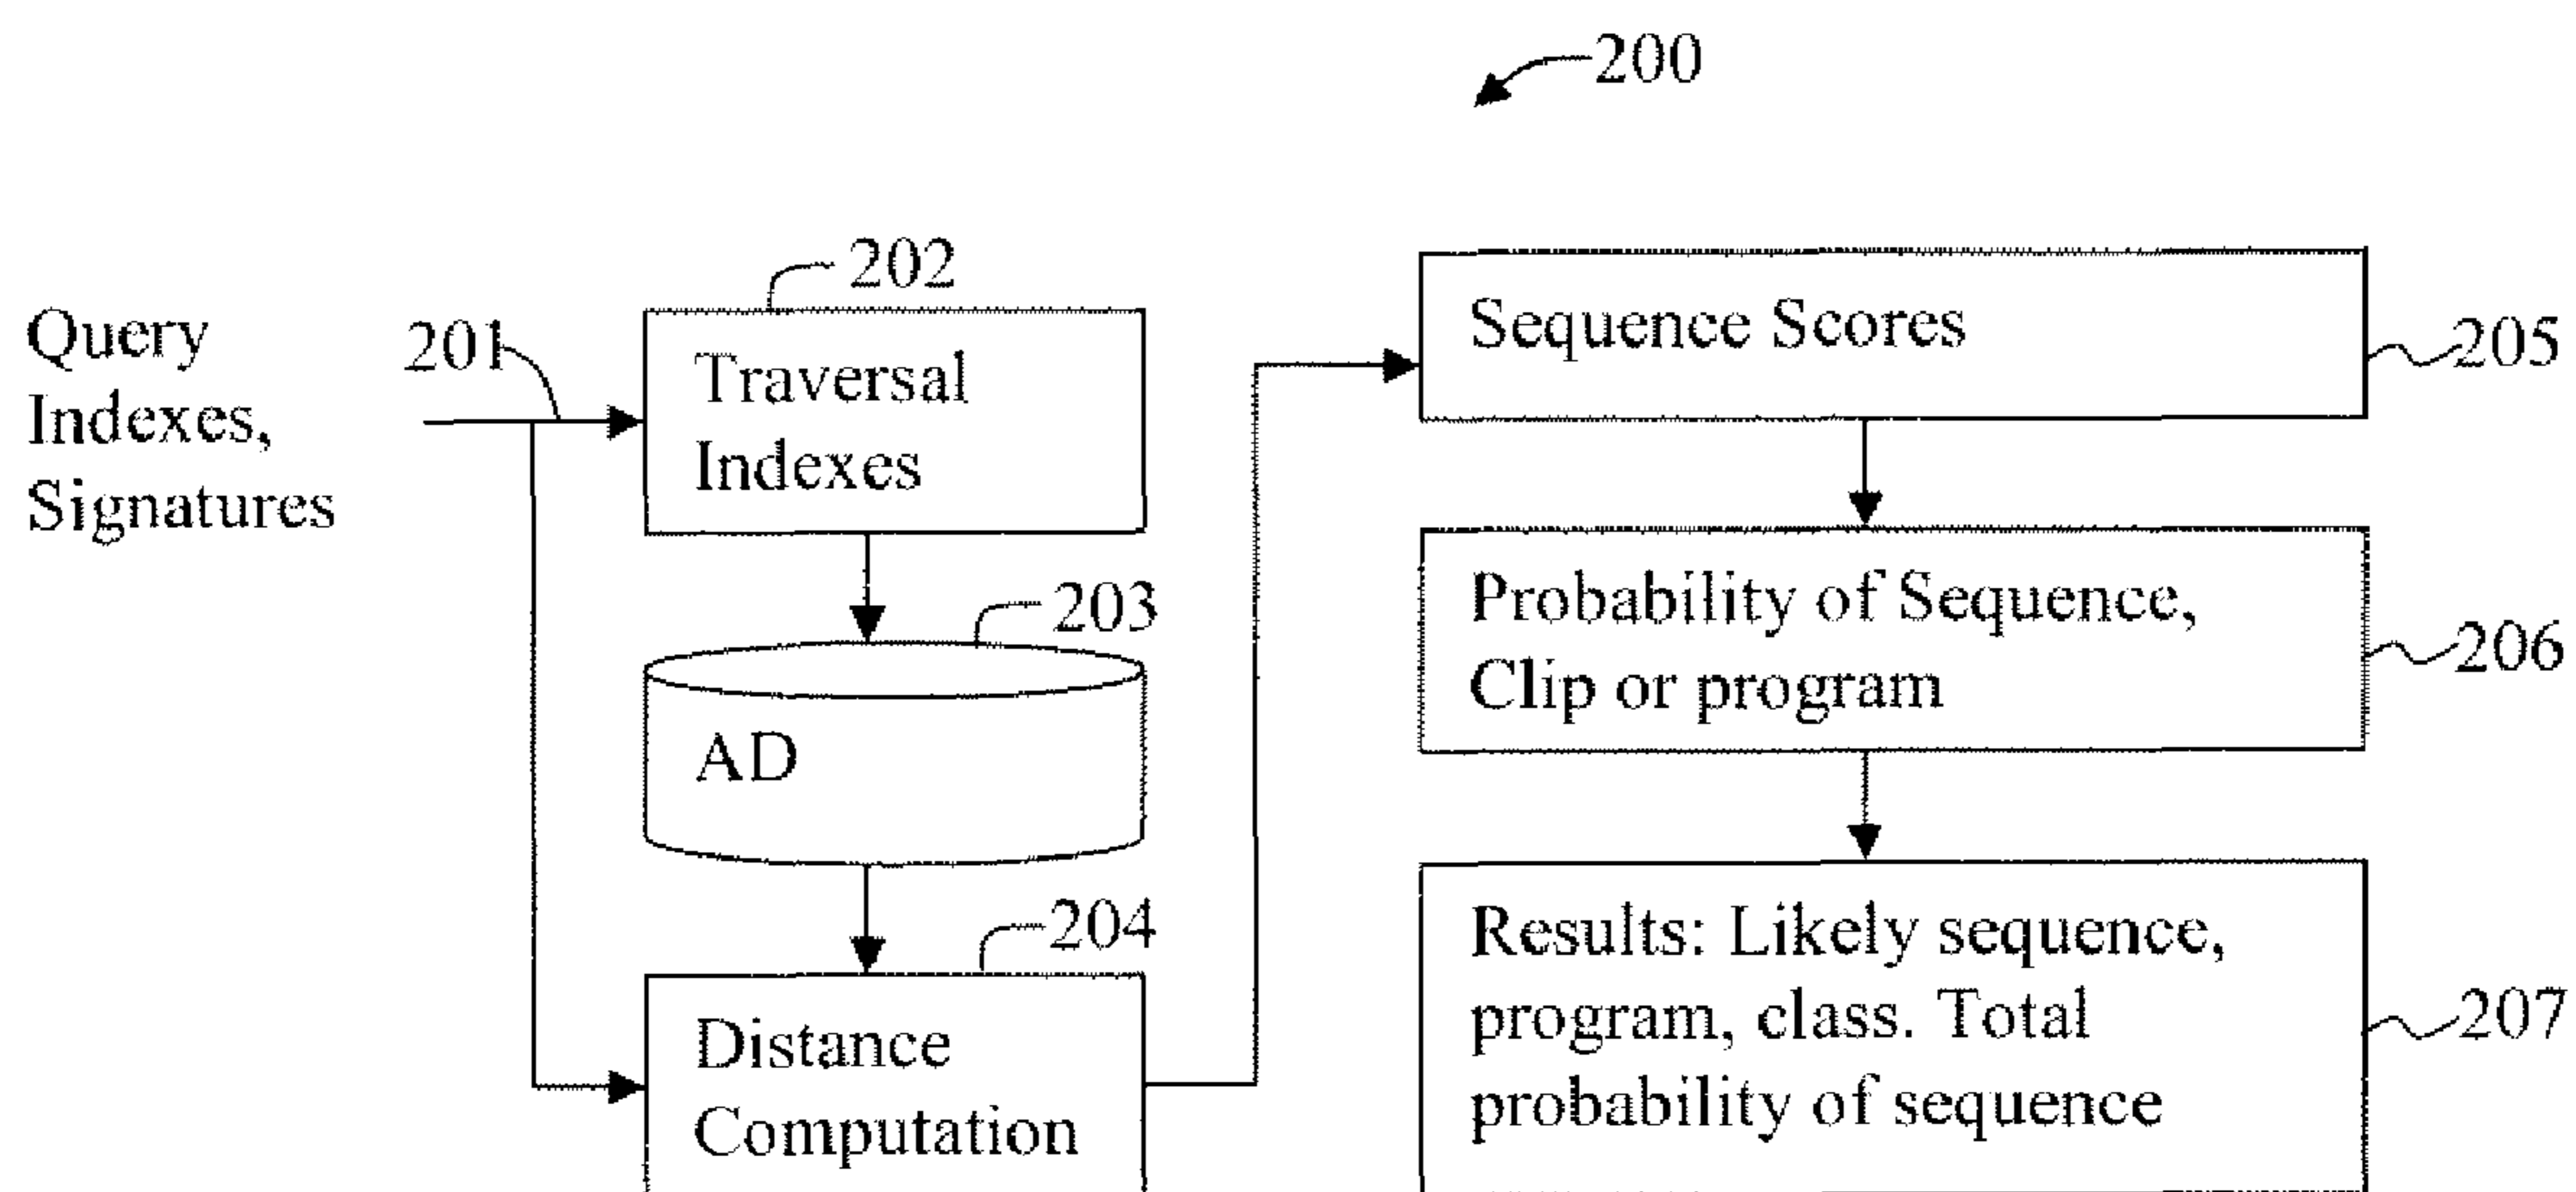 200
Query
Indexes,
Signatures
201
202
Traversal
Indexes
203
AD
204
Distance
Computation
Sequence Scores
205
Probability of Sequence,
Clip or program
206
Results: Likely sequence,
program, class. Total
probability of sequence
207